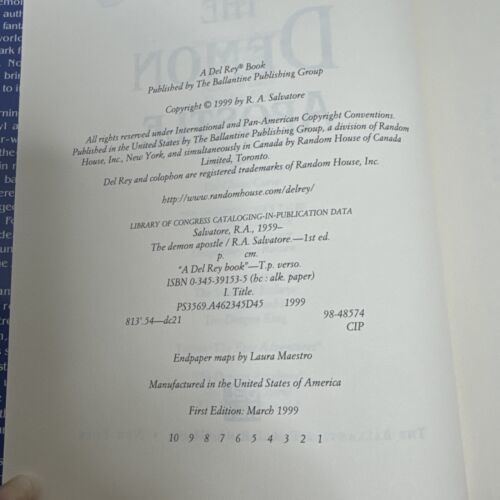 A Del Rey® Book
Published by The Ballantine Publishing Group
Copyright © 1999 by R. A. Salvatore
All rights reserved under International and Pan-American Copyright Conventions.
Published in the United States by The Ballantine Publishing Group, a division of Random
House, Inc., New York, and simultaneously in Canada by Random House of Canada
Limited, Toronto.
Del Rey and colophon are registered trademarks of Random House, Inc.
http://www.randomhouse.com/delrey/
LIBRARY OF CONGRESS CATALOGING-IN-PUBLICATION DATA
Salvatore, R.A., 1959–
The demon apostle / R.A. Salvatore.—1st ed.
p. cm.
"A Del Rey book"—T.p. verso.
ISBN 0-345-39153-5 (hc : alk. paper)
I. Title.
PS3569.A462345D45 1999
813'.54—dc21 98-48574
CIP
Endpaper maps by Laura Maestro
Manufactured in the United States of America
First Edition: March 1999
10 9 8 7 6 5 4 3 2 1
THE
DEMON